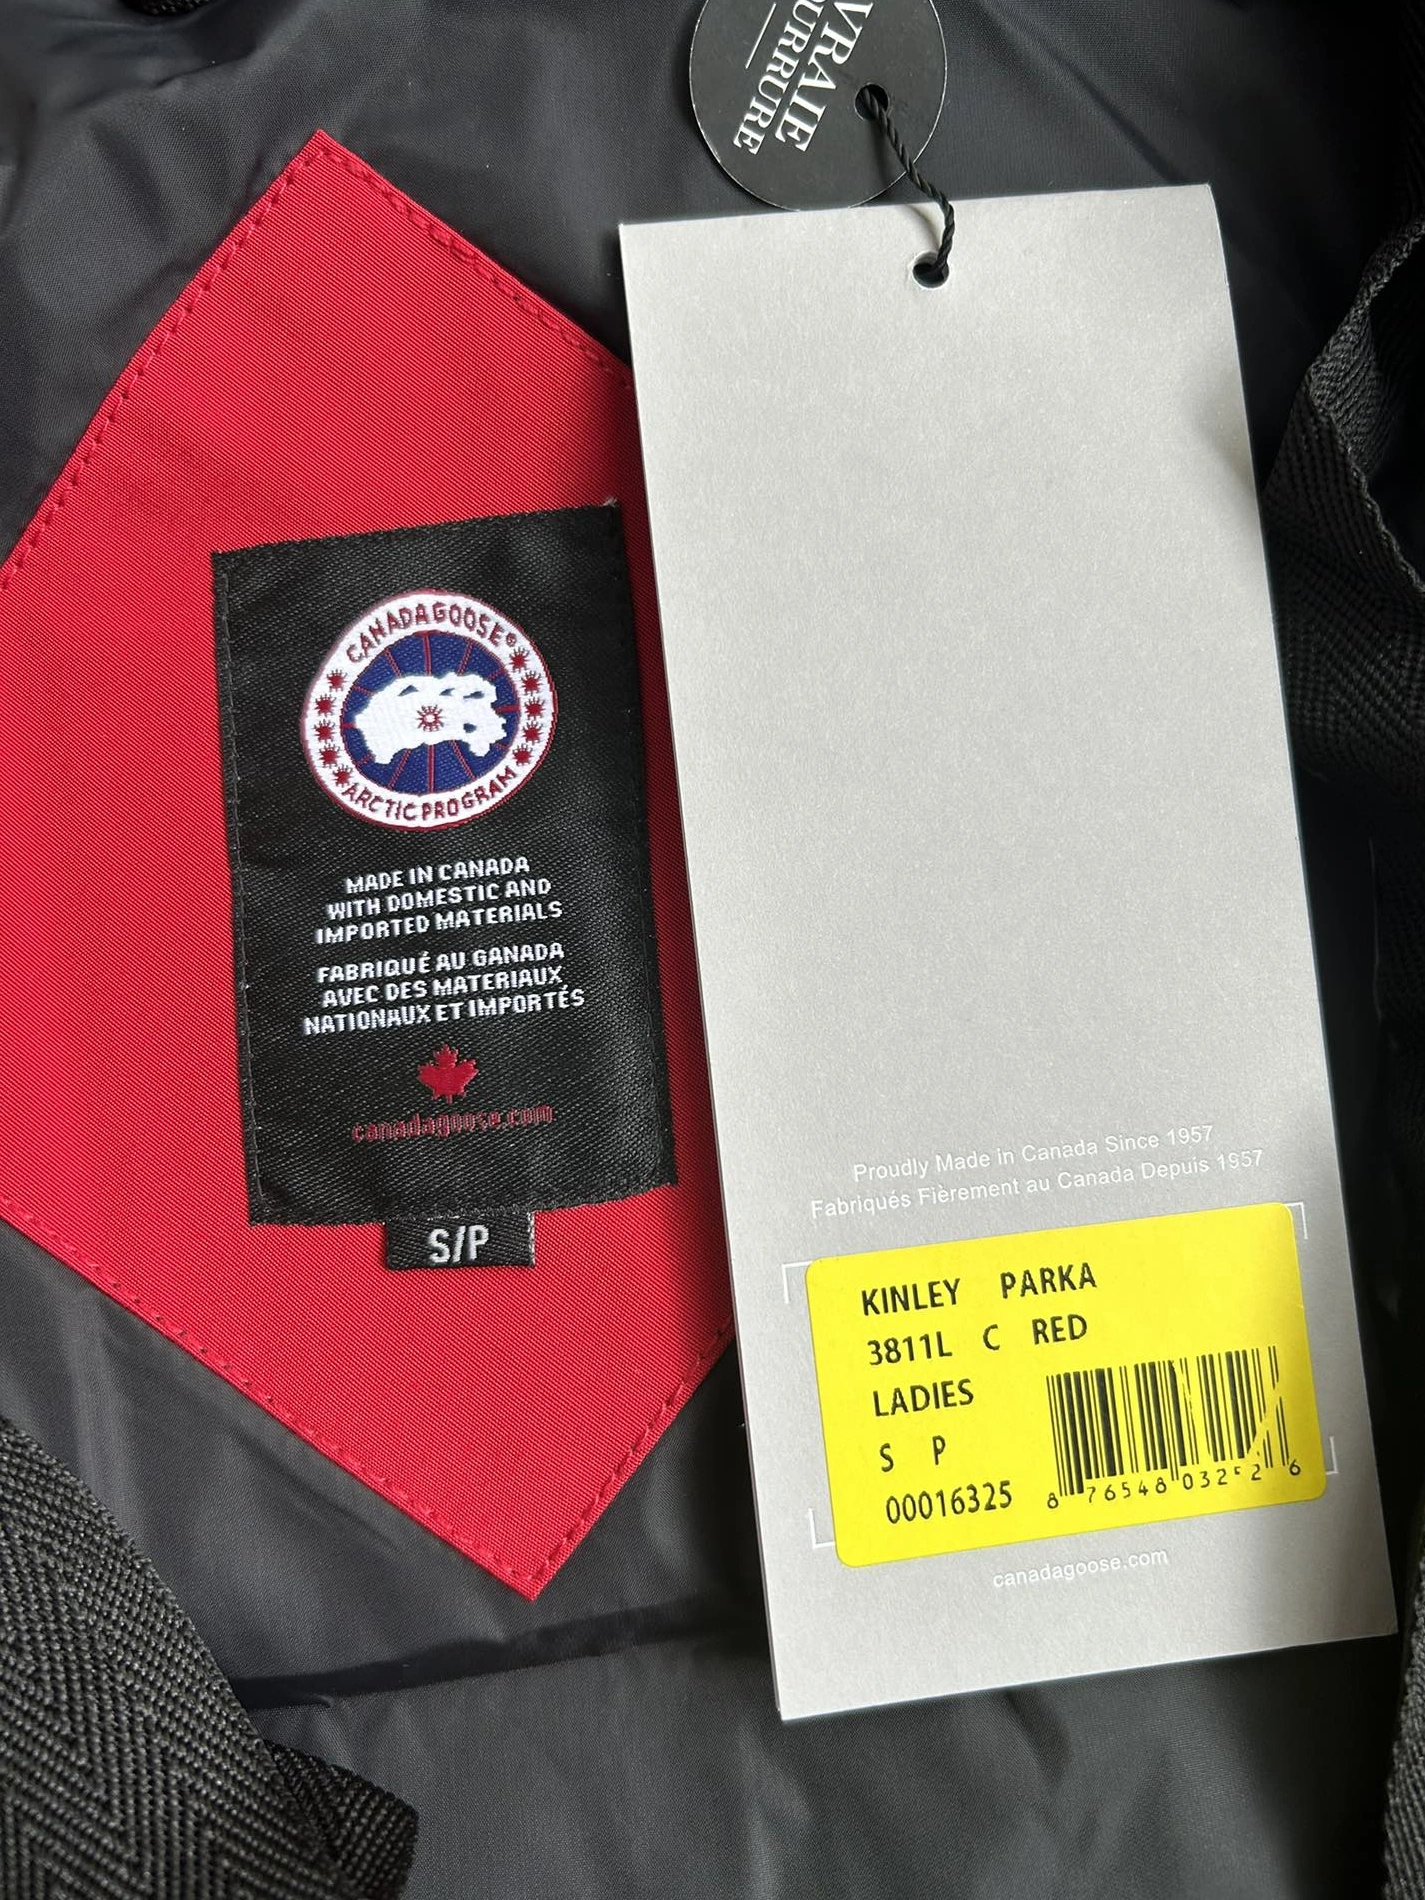 VRAIE
CANADA GOOSE®
ARCTIC PROGRAM
MADE IN CANADA
WITH DOMESTIC AND
IMPORTED MATERIALS
FABRIQUÉ AU GANADA
AVEC DES MATERIAUX
NATIONAUX ET IMPORTÉS
canadagoose.com
S/P
Proudly Made in Canada Since 1957
Fabriqués Fièrement au Canada Depuis 1957
KINLEY PARKA
3811L C RED
LADIES
S P
00016325
8 76548 03252 6
canadagoose.com